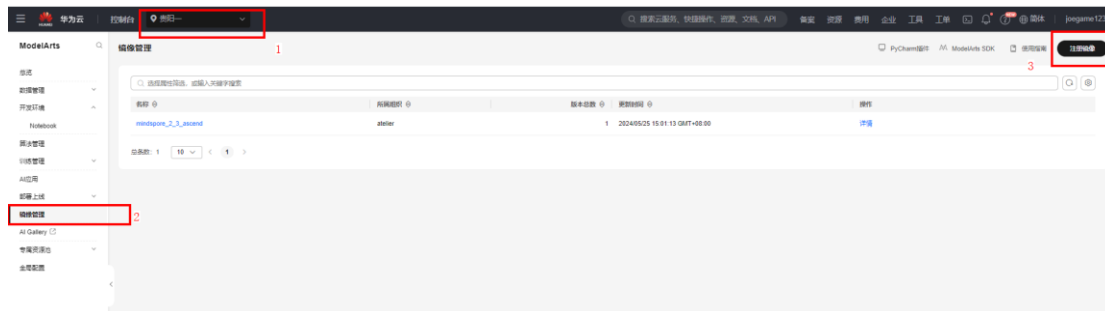 HUAWEI 华为云 控制台 贵阳一 搜索云服务、快捷操作、资源、文档、API 备案 资源 费用 企业 工具 工单 简体 joegame123
ModelArts 镜像管理 1 PyCharm插件 ModelArts SDK 使用指南 注册镜像
3
总览
数据管理 选择属性筛选，或输入关键字搜索
开发环境 名称 所属组织 版本总数 更新时间 操作
Notebook mindspore_2_3_ascend atelier 1 2024/05/25 15:01:13 GMT+08:00 详情
算法管理
训练管理 总条数: 1 10 1
AI应用
部署上线
镜像管理 2
AI Gallery
专属资源池
全局配置